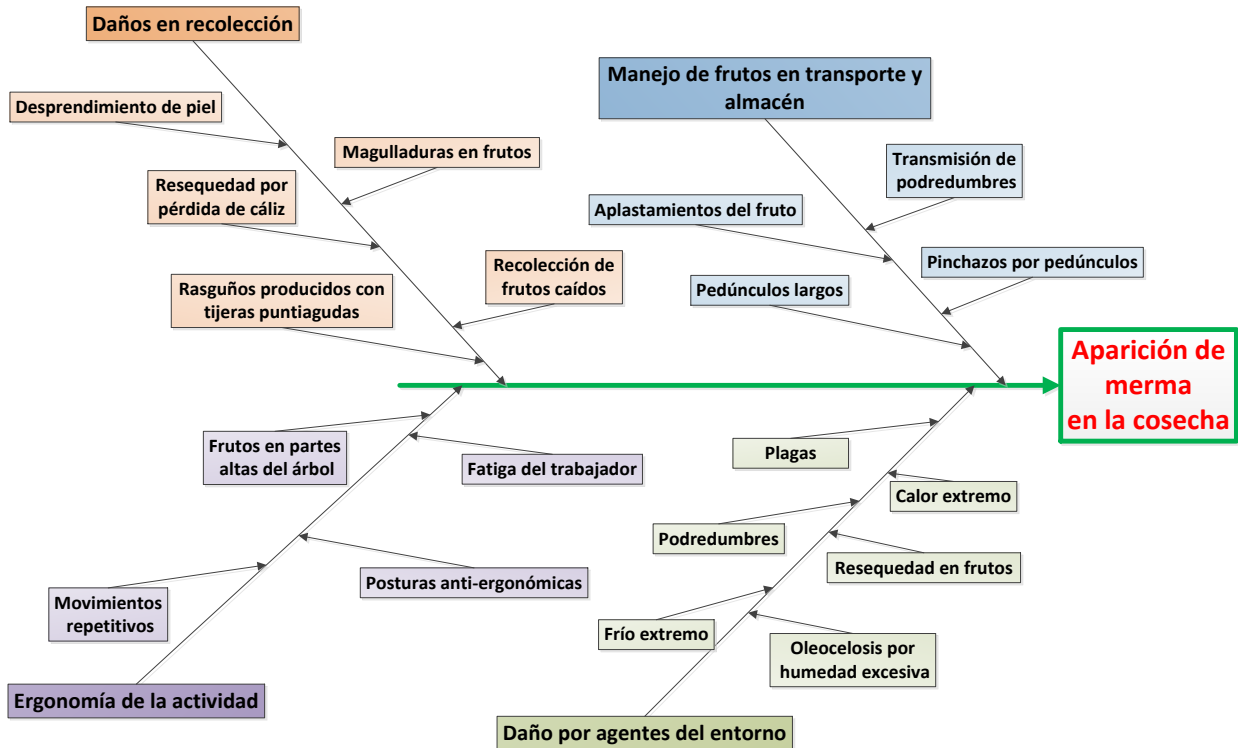 Daños en recolección
Desprendimiento de piel
Magulladuras en frutos
Resequedad por
pérdida de cáliz
Recolección de
frutos caídos
Rasguños producidos con
tijeras puntiagudas
Manejo de frutos en transporte y
almacén
Transmisión de
podredumbres
Aplastamientos del fruto
Pinchazos por pedúnculos
Pedúnculos largos
Aparición de
merma
en la cosecha
Frutos en partes
altas del árbol
Fatiga del trabajador
Posturas anti-ergonómicas
Movimientos
repetitivos
Ergonomía de la actividad
Plagas
Calor extremo
Podredumbres
Resequedad en frutos
Frío extremo
Oleocelosis por
humedad excesiva
Daño por agentes del entorno